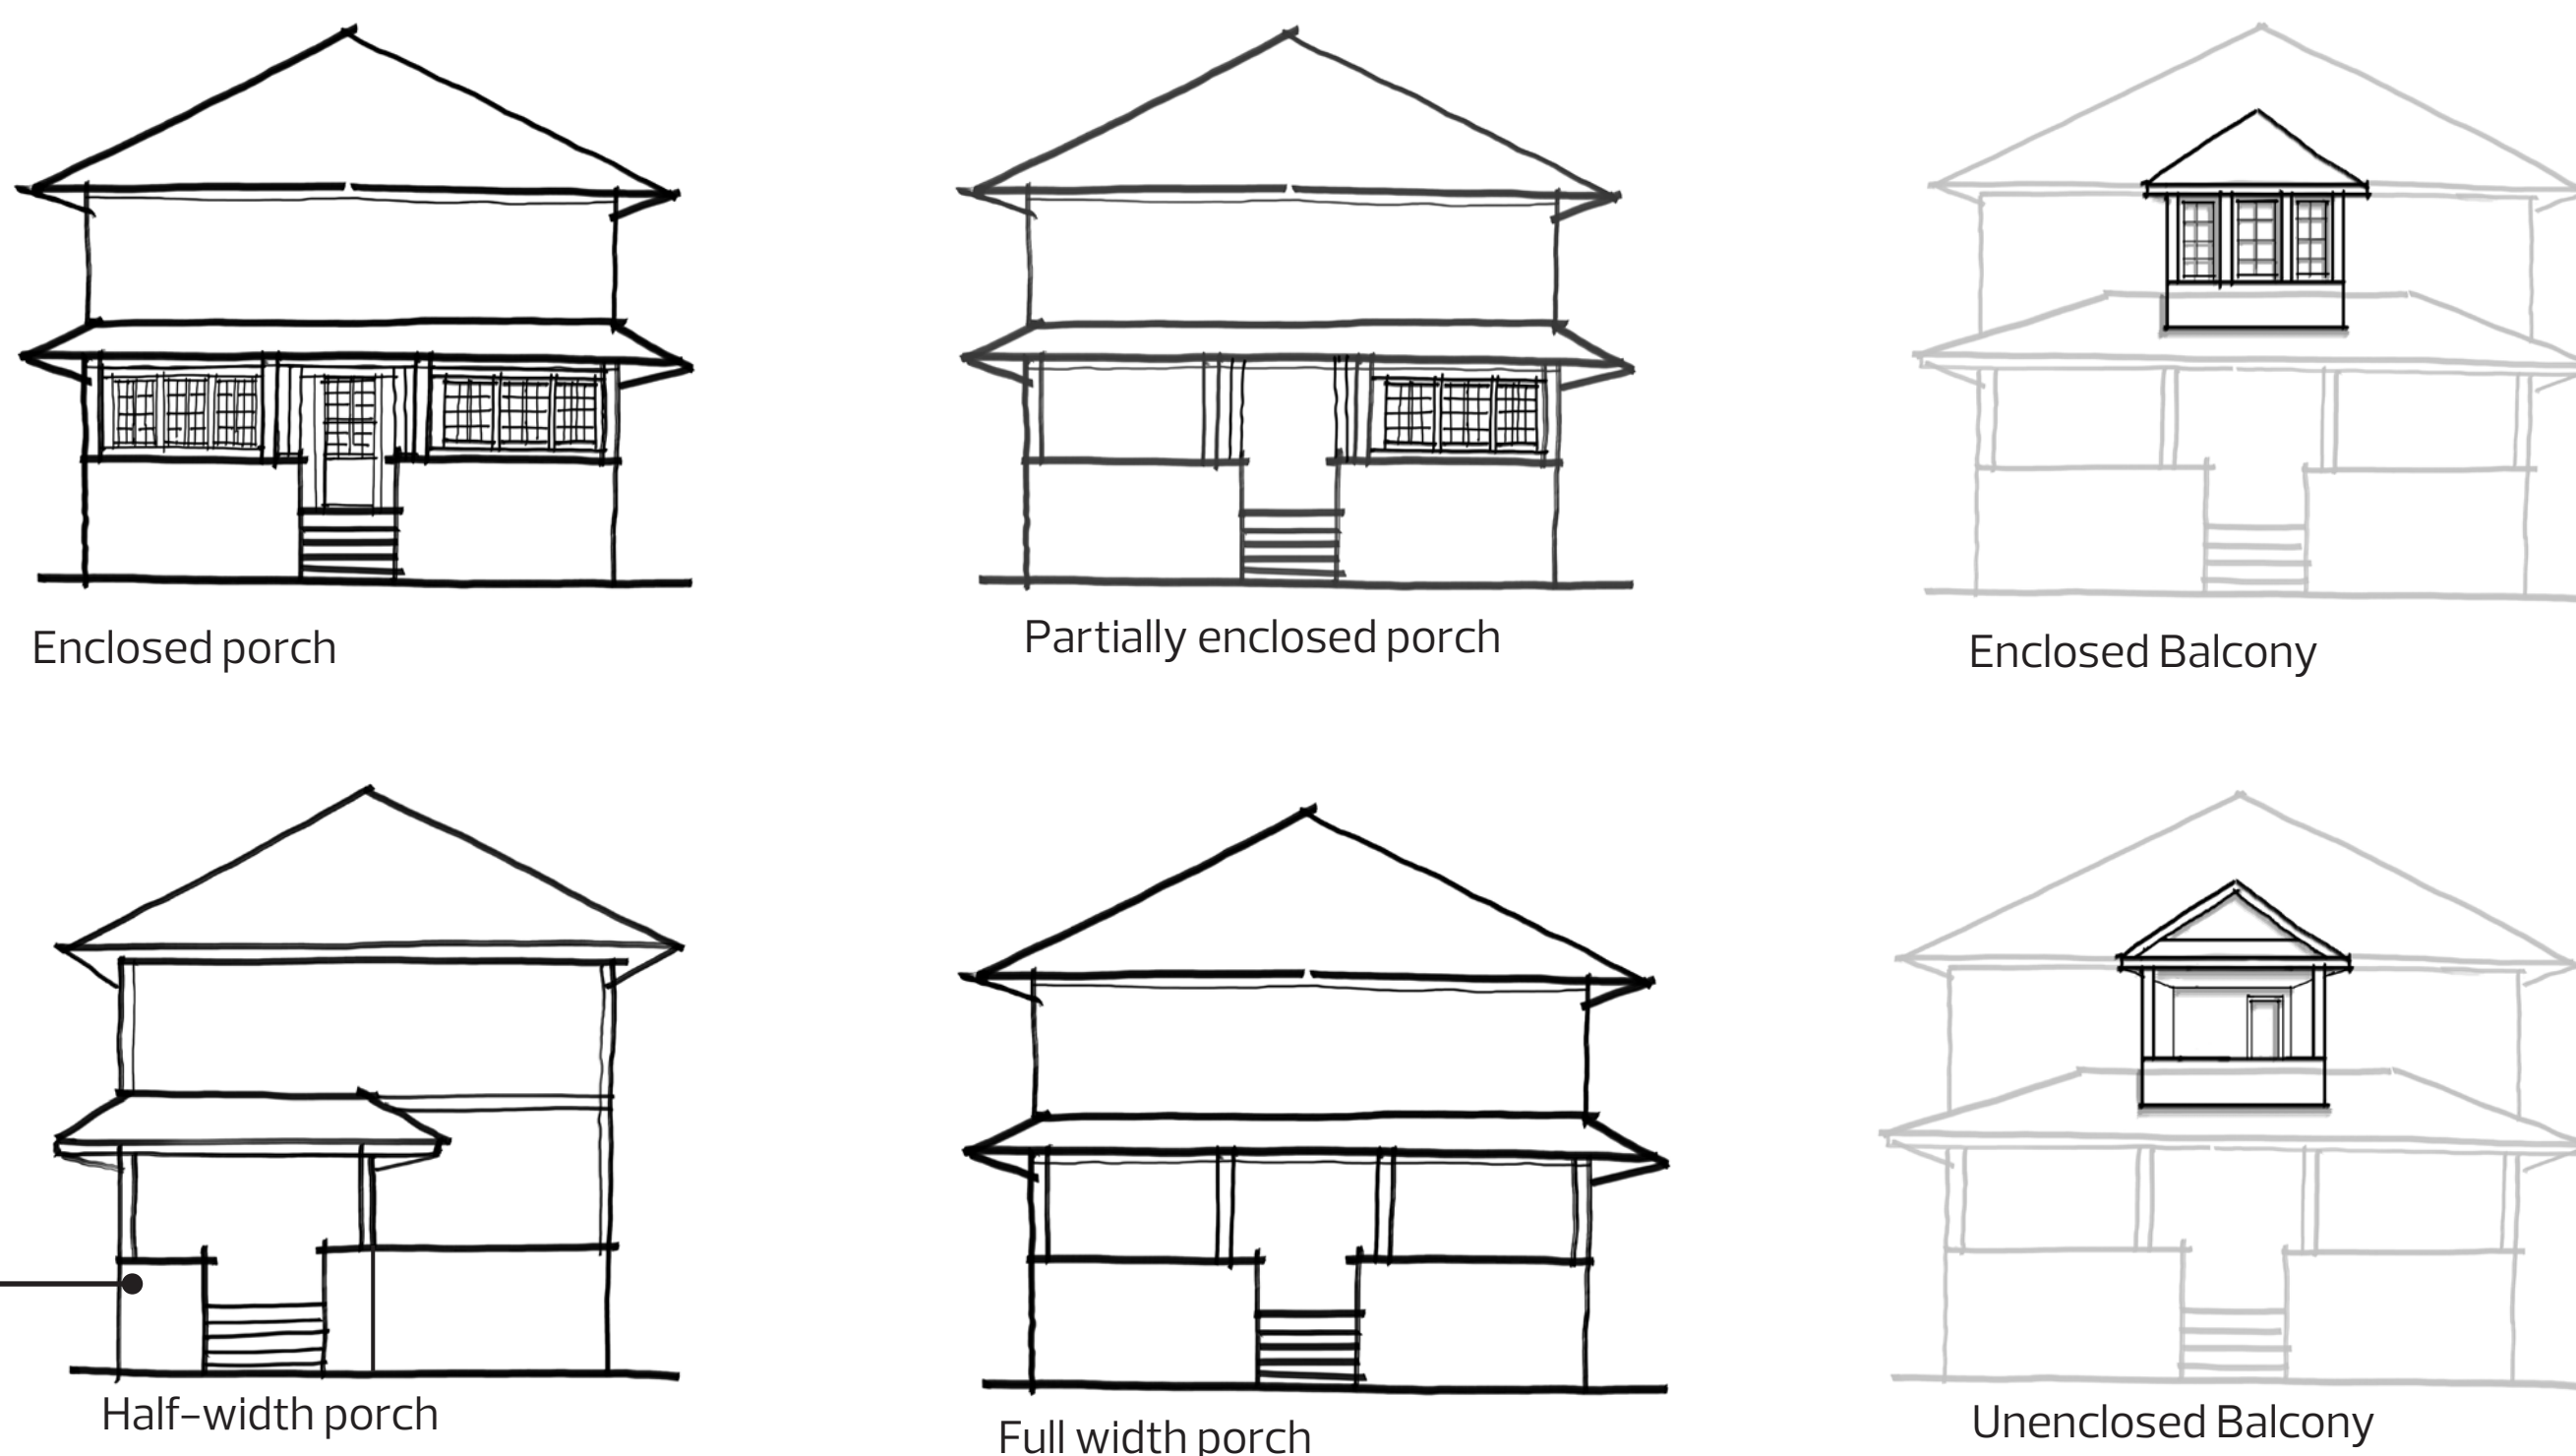 Enclosed porch
Partially enclosed porch
Enclosed Balcony
Half-width porch
Full width porch
Unenclosed Balcony